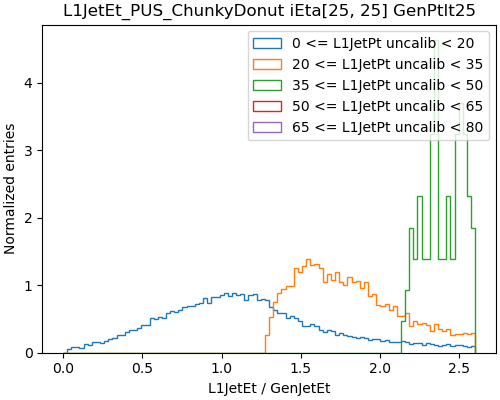 L1JetEt_PUS_ChunkyDonut iEta[25, 25] GenPtlt25
0 <= L1JetPt uncalib < 20
20 <= L1JetPt uncalib < 35
35 <= L1JetPt uncalib < 50
50 <= L1JetPt uncalib < 65
65 <= L1JetPt uncalib < 80
Normalized entries
4
3
2
1
0
0.0 0.5 1.0 1.5 2.0 2.5
L1JetEt / GenJetEt